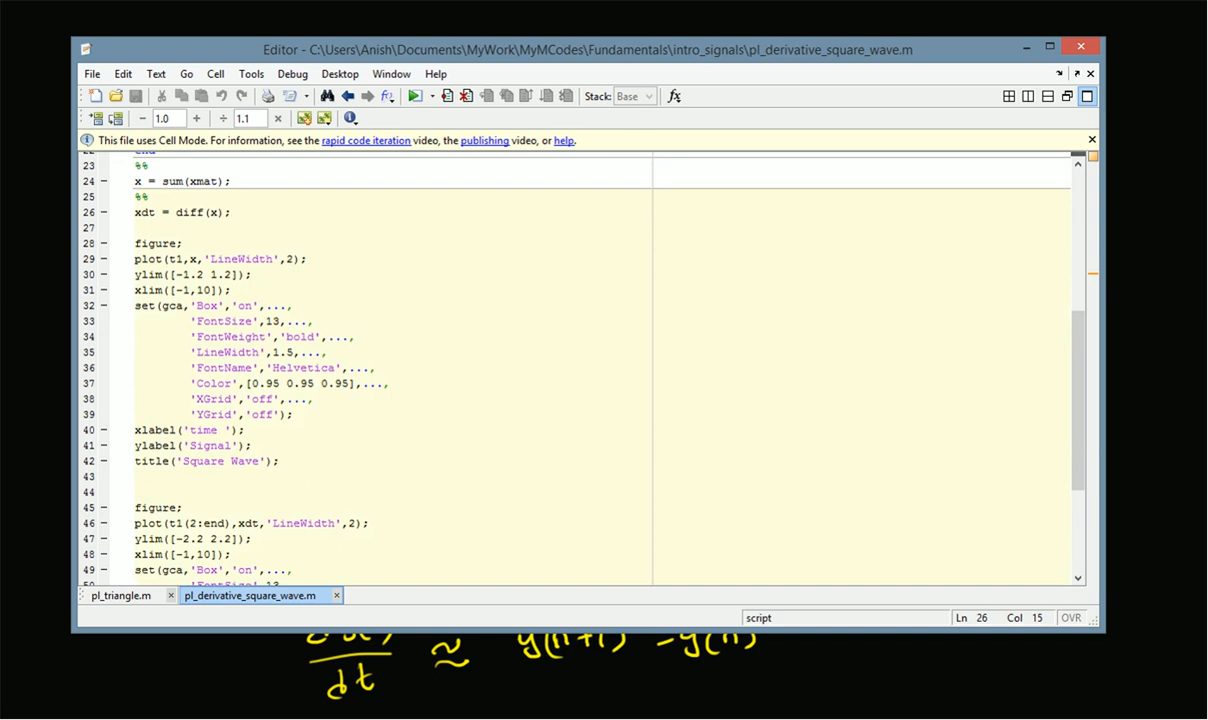 Editor - C:\Users\Anish\Documents\MyWork\MyMCodes\Fundamentals\intro_signals\pl_derivative_square_wave.m
File Edit Text Go Cell Tools Debug Desktop Window Help
Stack: Base fx
− 1.0 + ÷ 1.1 ×
This file uses Cell Mode. For information, see the rapid code iteration video, the publishing video, or help.
22 end
23 %%
24 − x = sum(xmat);
25 %%
26 − xdt = diff(x);
27
28 − figure;
29 − plot(t1,x,'LineWidth',2);
30 − ylim([-1.2 1.2]);
31 − xlim([-1,10]);
32 − set(gca,'Box','on',...,
33 'FontSize',13,...,
34 'FontWeight','bold',...,
35 'LineWidth',1.5,...,
36 'FontName','Helvetica',...,
37 'Color',[0.95 0.95 0.95],...,
38 'XGrid','off',...,
39 'YGrid','off');
40 − xlabel('time ');
41 − ylabel('Signal');
42 − title('Square Wave');
43
44
45 − figure;
46 − plot(t1(2:end),xdt,'LineWidth',2);
47 − ylim([-2.2 2.2]);
48 − xlim([-1,10]);
49 − set(gca,'Box','on',...,
50 'FontSize',13
pl_triangle.m × pl_derivative_square_wave.m ×
script Ln 26 Col 15 OVR
≈ y(n+1) − y(n)
dt